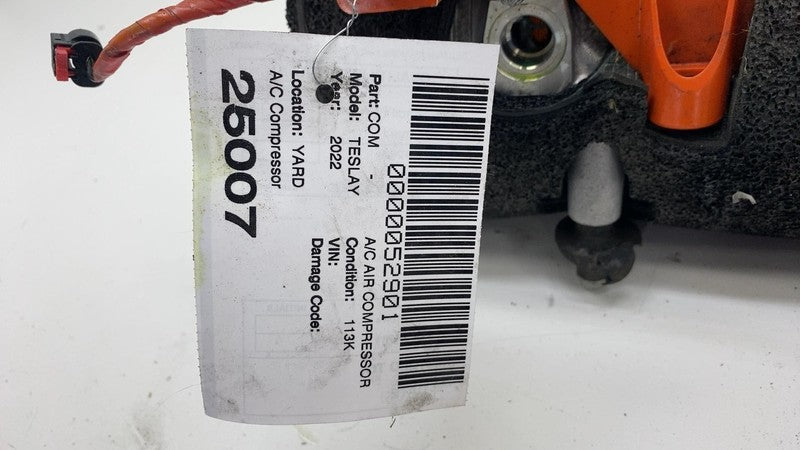 0000052901
Part: COM - A/C AIR COMPRESSOR
Model: TESLAY Condition: 113K
Year: 2022 VIN:
Damage Code:
Location: YARD
A/C Compressor
25007